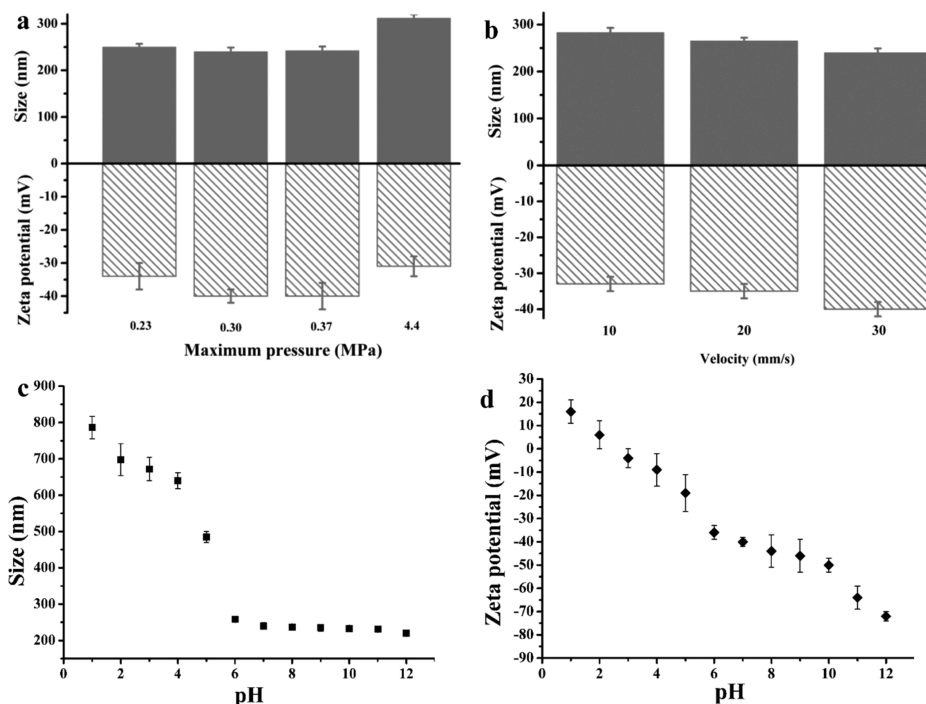 a
300
200
100
0
-10
-20
-30
-40
Size (nm)
Zeta potential (mV)
0.23 0.30 0.37 4.4
Maximum pressure (MPa)
b
300
200
100
0
-10
-20
-30
-40
Size (nm)
Zeta potential (mV)
10 20 30
Velocity (mm/s)
c
900
800
700
600
500
400
300
200
Size (nm)
0 2 4 6 8 10 12
pH
d
30
20
10
0
-10
-20
-30
-40
-50
-60
-70
-80
-90
Zeta potential (mV)
0 2 4 6 8 10 12
pH